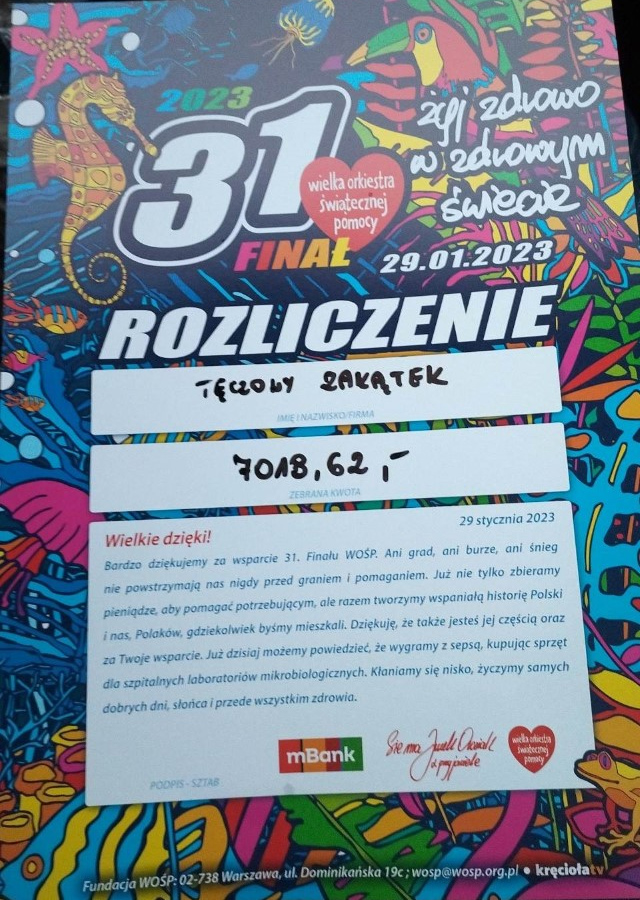 2023
31
FINAŁ
wielka orkiestra
świątecznej
pomocy
żyj zdrowo
w zdrowym
świecie
29.01.2023
ROZLICZENIE
TĘCZOWY ZAKĄTEK
IMIĘ I NAZWISKO/FIRMA
7018,62,-
ZEBRANA KWOTA
29 stycznia 2023
Wielkie dzięki!
Bardzo dziękujemy za wsparcie 31. Finału WOŚP. Ani grad, ani burze, ani śnieg
nie powstrzymają nas nigdy przed graniem i pomaganiem. Już nie tylko zbieramy
pieniądze, aby pomagać potrzebującym, ale razem tworzymy wspaniałą historię Polski
i nas, Polaków, gdziekolwiek byśmy mieszkali. Dziękuję, że także jesteś jej częścią oraz
za Twoje wsparcie. Już dzisiaj możemy powiedzieć, że wygramy z sepsą, kupując sprzęt
dla szpitalnych laboratoriów mikrobiologicznych. Kłaniamy się nisko, życzymy samych
dobrych dni, słońca i przede wszystkim zdrowia.
mBank
Siema Jurek Owsiak
z przyjaciele
wielka orkiestra
świątecznej
pomocy
PODPIS - SZTAB
Fundacja WOŚP: 02-738 Warszawa, ul. Dominikańska 19c ; wosp@wosp.org.pl • kręciołatv